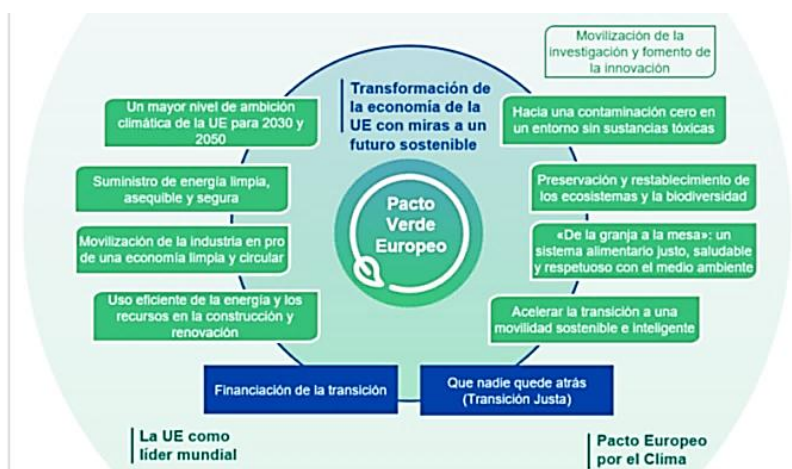 Movilización de la
investigación y fomento de
la innovación
Transformación de
la economía de la
UE con miras a un
futuro sostenible
Un mayor nivel de ambición
climática de la UE para 2030 y
2050
Hacia una contaminación cero en
un entorno sin sustancias tóxicas
Suministro de energía limpia,
asequible y segura
Preservación y restablecimiento de
los ecosistemas y la biodiversidad
Pacto
Verde
Europeo
Movilización de la industria en pro
de una economía limpia y circular
«De la granja a la mesa»: un
sistema alimentario justo, saludable
y respetuoso con el medio ambiente
Uso eficiente de la energía y los
recursos en la construcción y
renovación
Acelerar la transición a una
movilidad sostenible e inteligente
Financiación de la transición
Que nadie quede atrás
(Transición Justa)
La UE como
líder mundial
Pacto Europeo
por el Clima